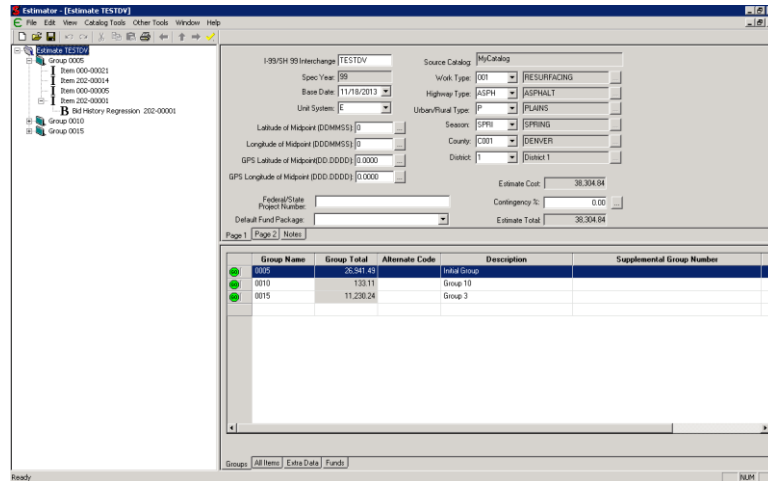 Estimator - [Estimate TESTDV]
File Edit View Catalog Tools Other Tools Window Help
Estimate TESTDV
Group 0005
Item 000-00021
Item 202-00014
Item 000-00005
Item 202-00001
Bid History Regression 202-00001
Group 0010
Group 0015
I-99/SH 99 Interchange TESTDV Source Catalog: MyCatalog
Spec Year: 99 Work Type: 001 RESURFACING
Base Date: 11/18/2013 Highway Type: ASPH ASPHALT
Unit System: E Urban/Rural Type: P PLAINS
Latitude of Midpoint (DDMMSS): 0 Season: SPRI SPRING
Longitude of Midpoint (DDDMMSS): 0 County: C001 DENVER
GPS Latitude of Midpoint(DD.DDDD): 0.0000 District: 1 District 1
GPS Longitude of Midpoint (DDD.DDDD): 0.0000
Estimate Cost: 38,304.84
Federal/State Project Number: Contingency %: 0.00
Default Fund Package: Estimate Total: 38,304.84
Page 1 Page 2 Notes
Group Name Group Total Alternate Code Description Supplemental Group Number
GO 0005 26,941.49 Initial Group
GO 0010 133.11 Group 10
GO 0015 11,230.24 Group 3
Groups All Items Extra Data Funds
Ready NUM